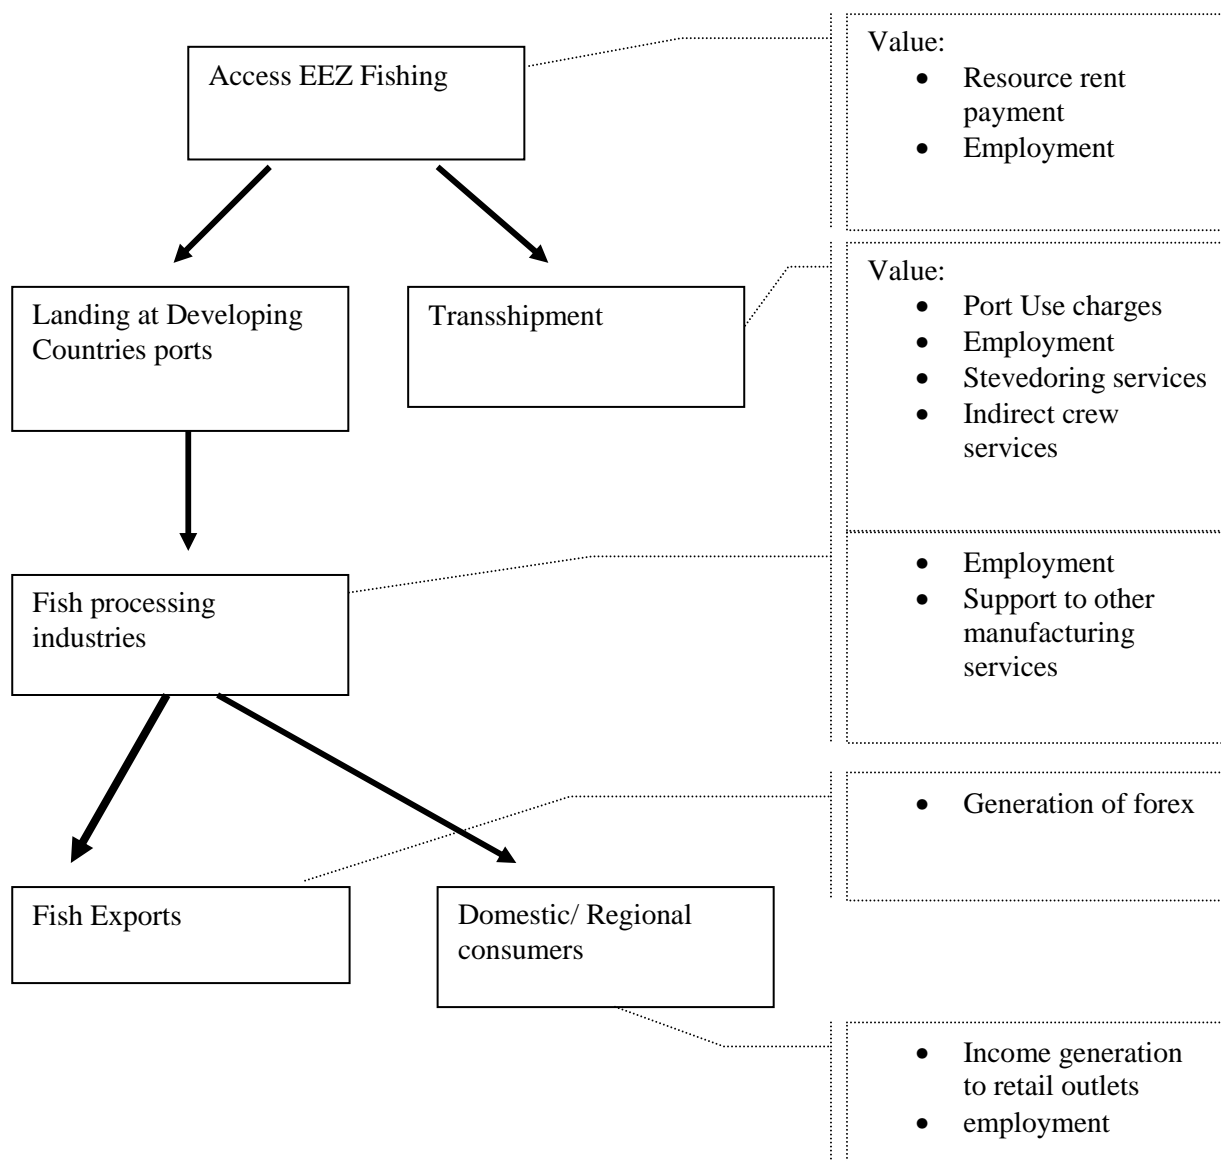 Access EEZ Fishing
Value:
• Resource rent
payment
• Employment
Landing at Developing
Countries ports
Transshipment
Value:
• Port Use charges
• Employment
• Stevedoring services
• Indirect crew
services
Fish processing
industries
• Employment
• Support to other
manufacturing
services
• Generation of forex
Fish Exports
Domestic/ Regional
consumers
• Income generation
to retail outlets
• employment